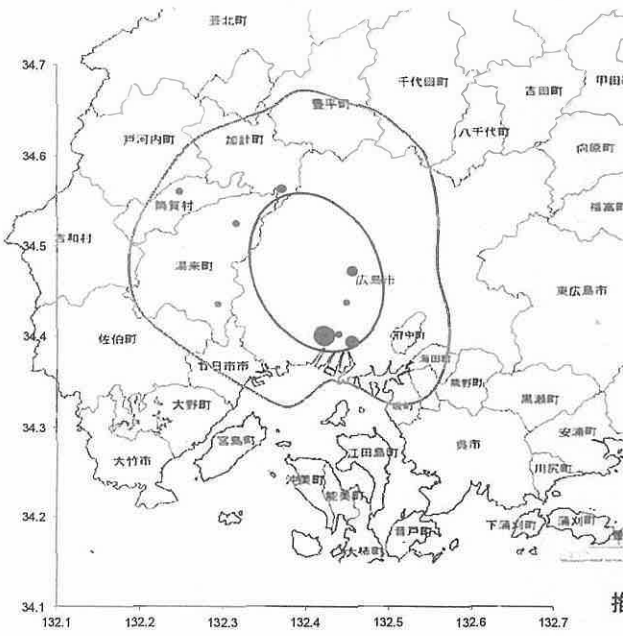 芸北町
34.7
千代田町
吉田町
甲田
豊平町
八千代町
戸河内町
加計町
34.6
向原町
筒賀村
福富町
吉和村
34.5
湯来町
広島市
東広島市
34.4
佐伯町
府中町
廿日市市
海田町
熊野町
大野町
黒瀬町
坂町
34.3
宮島町
安浦町
大竹市
江田島町
呉市
川尻町
沖美町
能美町
34.2
音戸町
下蒲刈町
蒲刈町
大柿町
34.1
132.1
132.2
132.3
132.4
132.5
132.6
132.7